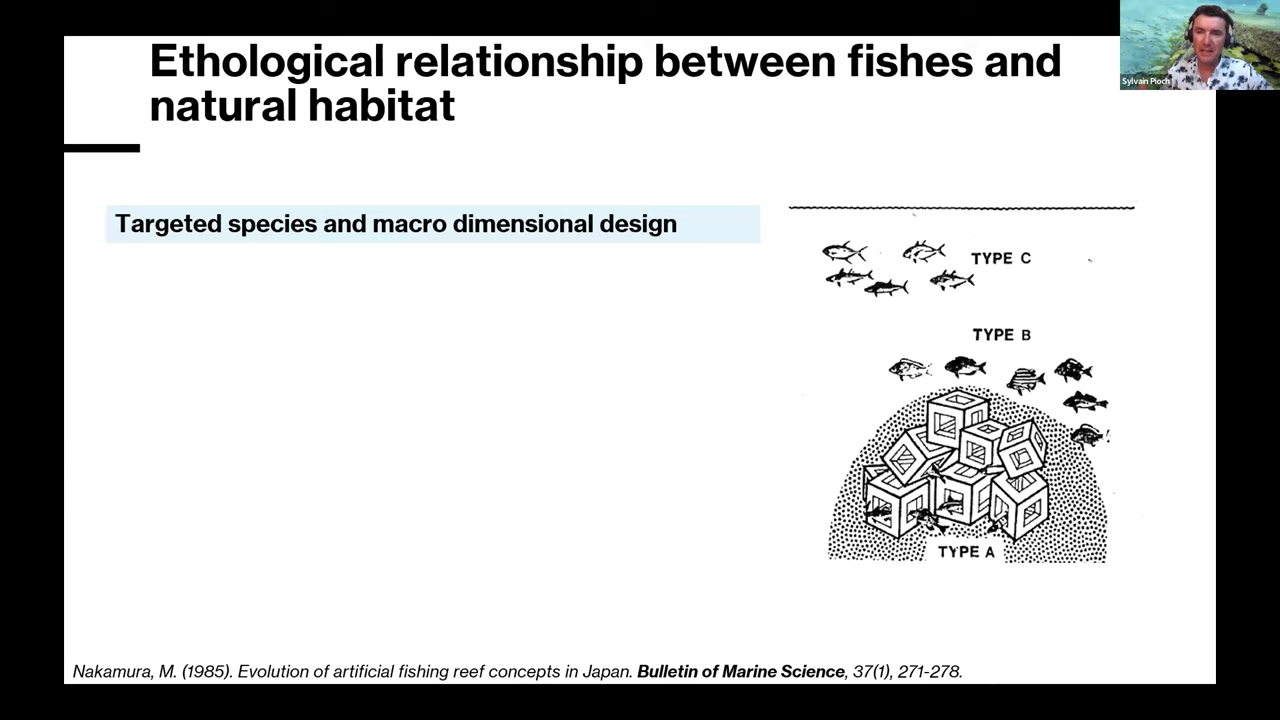 Ethological relationship between fishes and
natural habitat
Sylvain Pioch
Targeted species and macro dimensional design
TYPE C
TYPE B
TYPE A
Nakamura, M. (1985). Evolution of artificial fishing reef concepts in Japan. Bulletin of Marine Science, 37(1), 271-278.